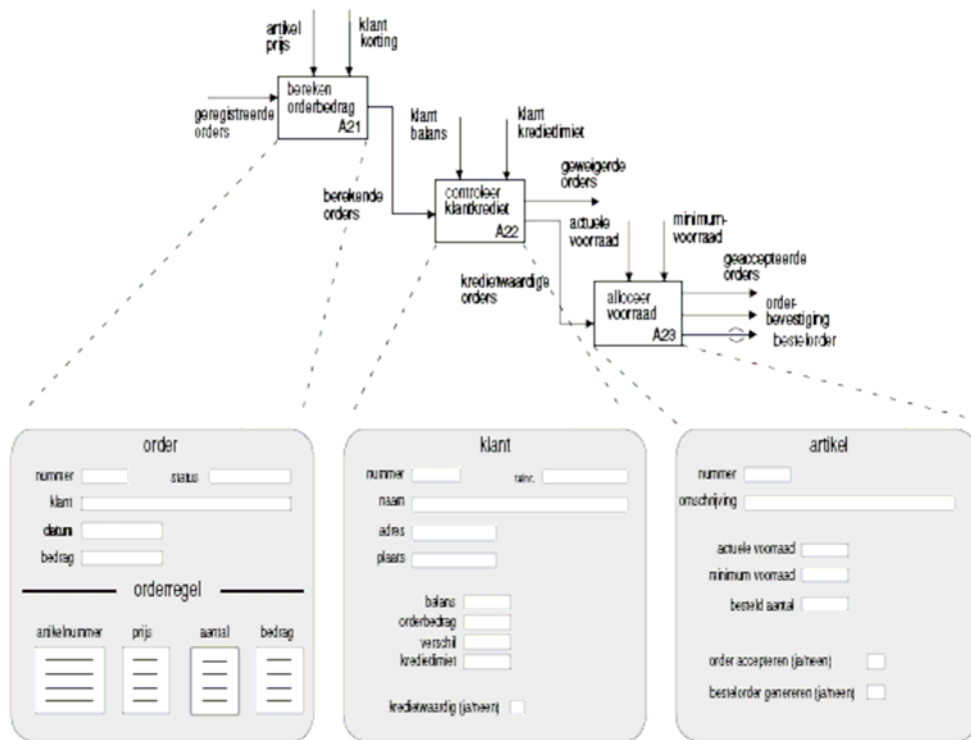 artikel
prijs
klant
korting
bereken
orderbedrag
A21
geregistreerde
orders
klant
balans
klant
kredietlimiet
berekende
orders
controleer
klantkrediet
A22
geweigerde
orders
actuele
voorraad
minimum-
voorraad
kredietwaardige
orders
alloceer
voorraad
A23
geaccepteerde
orders
order-
bevestiging
bestelorder
order
nummer
status
klant
datum
bedrag
orderregel
artikelnummer prijs aantal bedrag
klant
nummer
naam
adres
plaats
balans
orderbedrag
verschil
kredietlimiet
kredietwaardig (ja/neen)
artikel
nummer
omschrijving
actuele voorraad
minimum voorraad
besteld aantal
order accepteren (ja/neen)
bestelorder genereren (ja/neen)